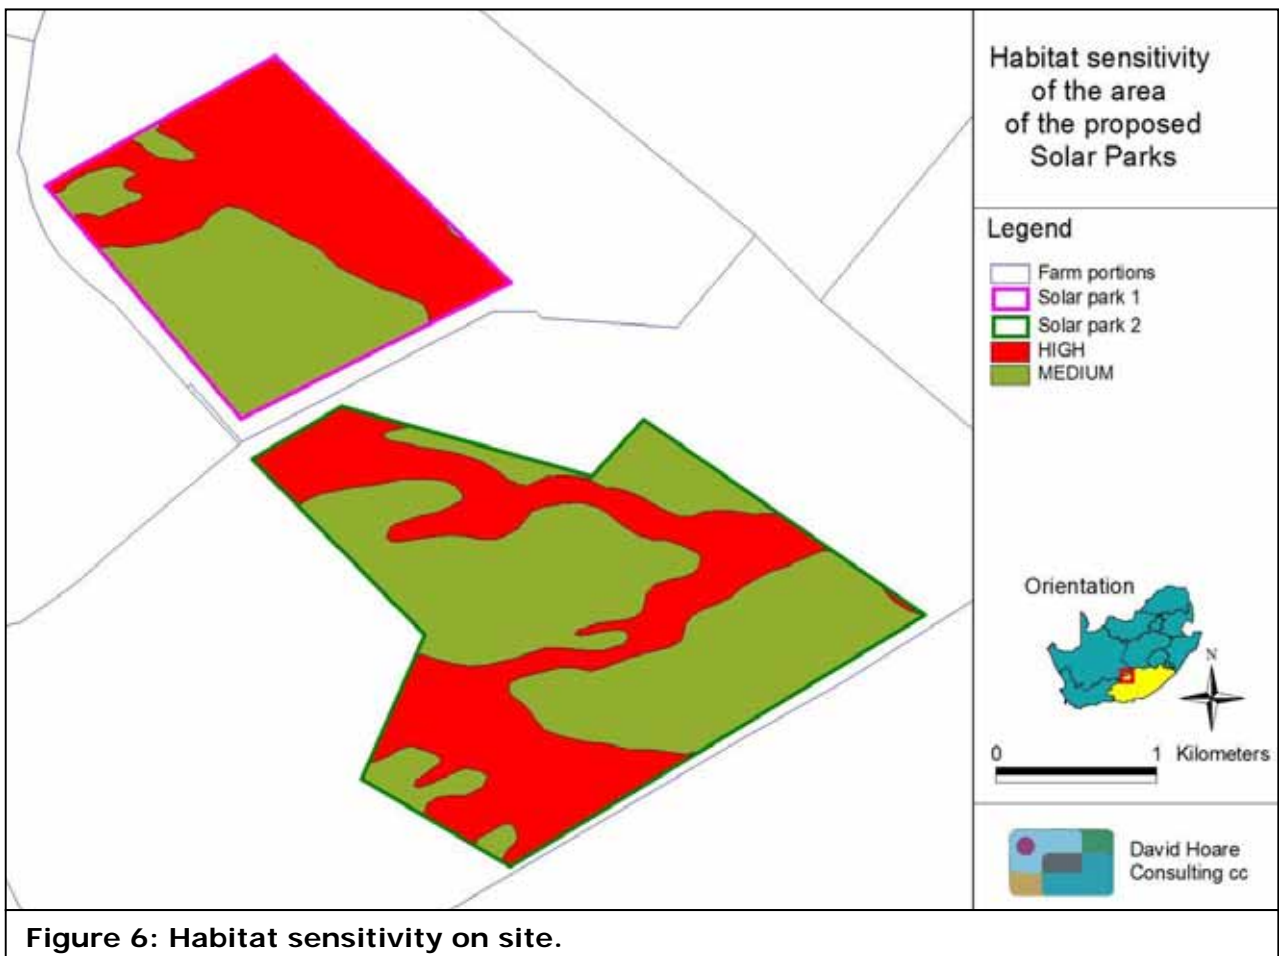 Habitat sensitivity
of the area
of the proposed
Solar Parks
Legend
Farm portions
Solar park 1
Solar park 2
HIGH
MEDIUM
Orientation
N
0 1 Kilometers
David Hoare
Consulting cc
Figure 6: Habitat sensitivity on site.